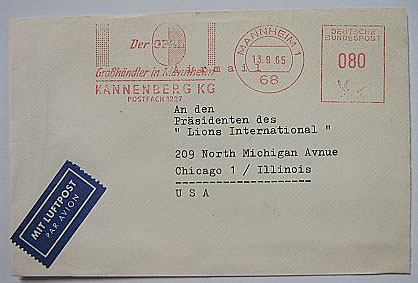 Der OPEL
Großhändler in Mannheim
KANNENBERG KG
POSTFACH 1227
MANNHEIM 1
13.9.65
68
DEUTSCHE
BUNDESPOST
080
An den
Präsidenten des
" Lions International "
209 North Michigan Avnue
Chicago 1 / Illinois
U S A
MIT LUFTPOST
PAR AVION